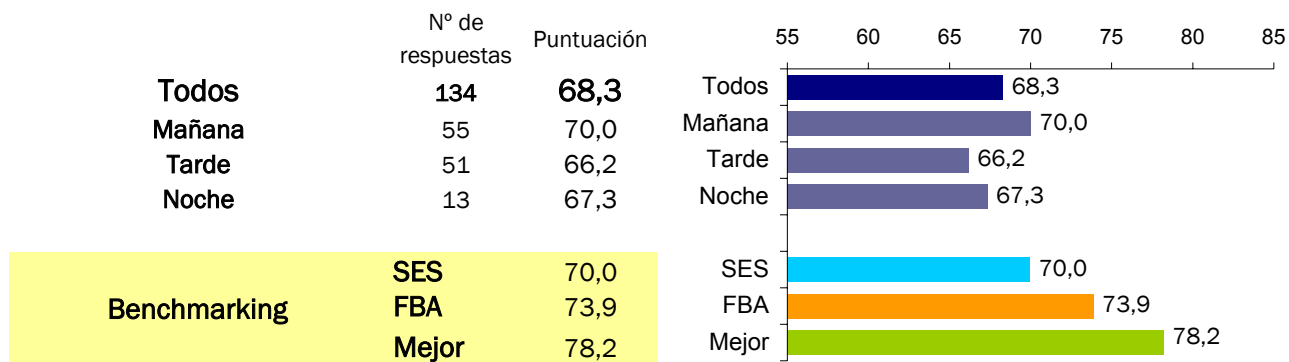 Nº de respuestas Puntuación
Todos 134 68,3
Mañana 55 70,0
Tarde 51 66,2
Noche 13 67,3
Benchmarking
SES 70,0
FBA 73,9
Mejor 78,2
55 60 65 70 75 80 85
Todos 68,3
Mañana 70,0
Tarde 66,2
Noche 67,3
SES 70,0
FBA 73,9
Mejor 78,2